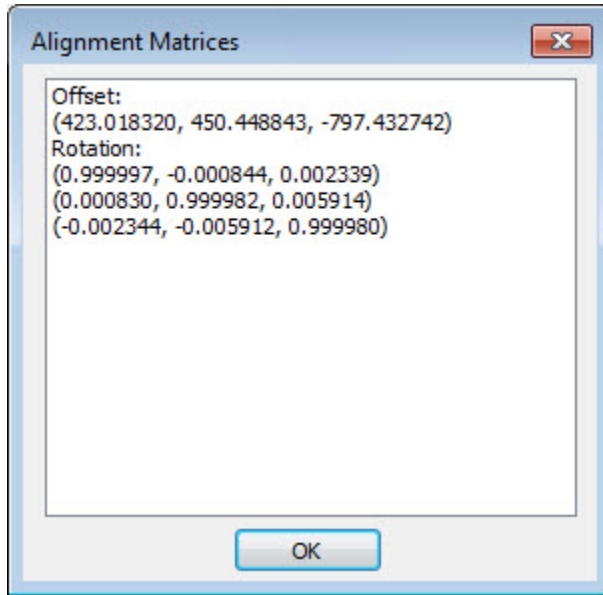 Alignment Matrices
Offset:
(423.018320, 450.448843, -797.432742)
Rotation:
(0.999997, -0.000844, 0.002339)
(0.000830, 0.999982, 0.005914)
(-0.002344, -0.005912, 0.999980)
OK